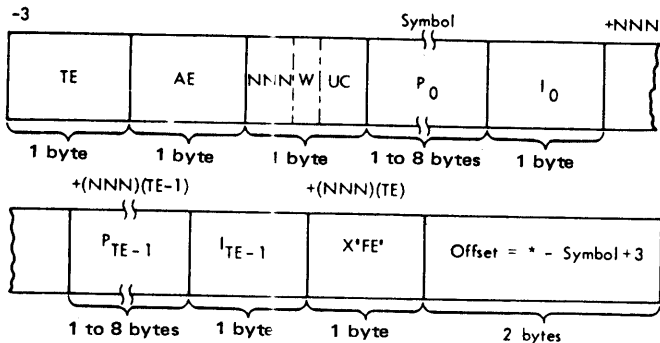 -3 Symbol +NNN
TE AE NNN W UC P0 I0
1 byte 1 byte 1 byte 1 to 8 bytes 1 byte
+(NNN)(TE-1) +(NNN)(TE)
PTE-1 ITE-1 X'FE' Offset = * - Symbol+3
1 to 8 bytes 1 byte 1 byte 2 bytes